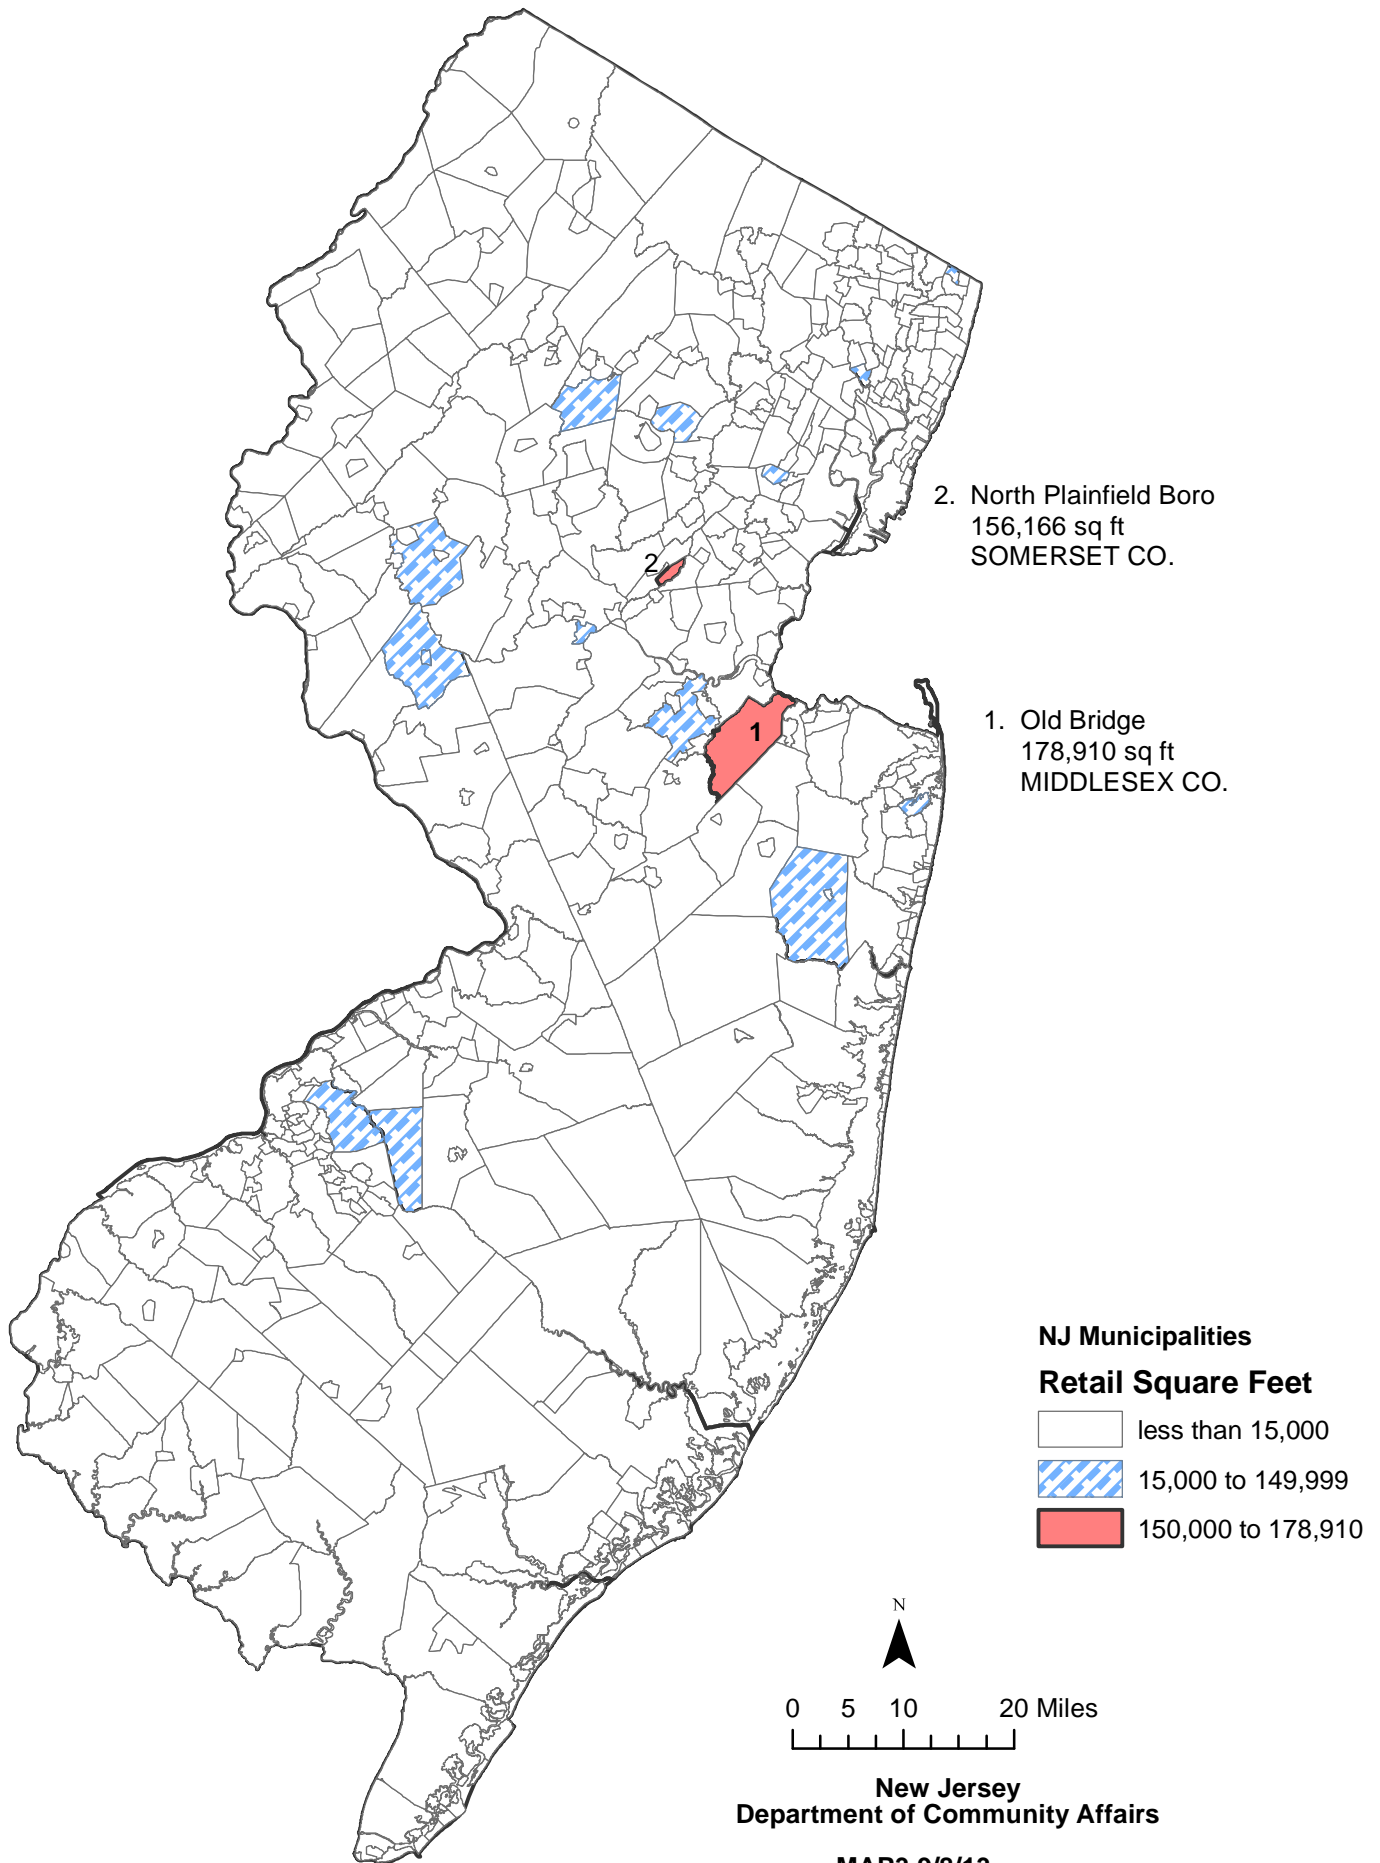 2. North Plainfield Boro
156,166 sq ft
SOMERSET CO.
2
1. Old Bridge
178,910 sq ft
MIDDLESEX CO.
1
NJ Municipalities
Retail Square Feet
less than 15,000
15,000 to 149,999
150,000 to 178,910
N
0 5 10 20 Miles
New Jersey
Department of Community Affairs